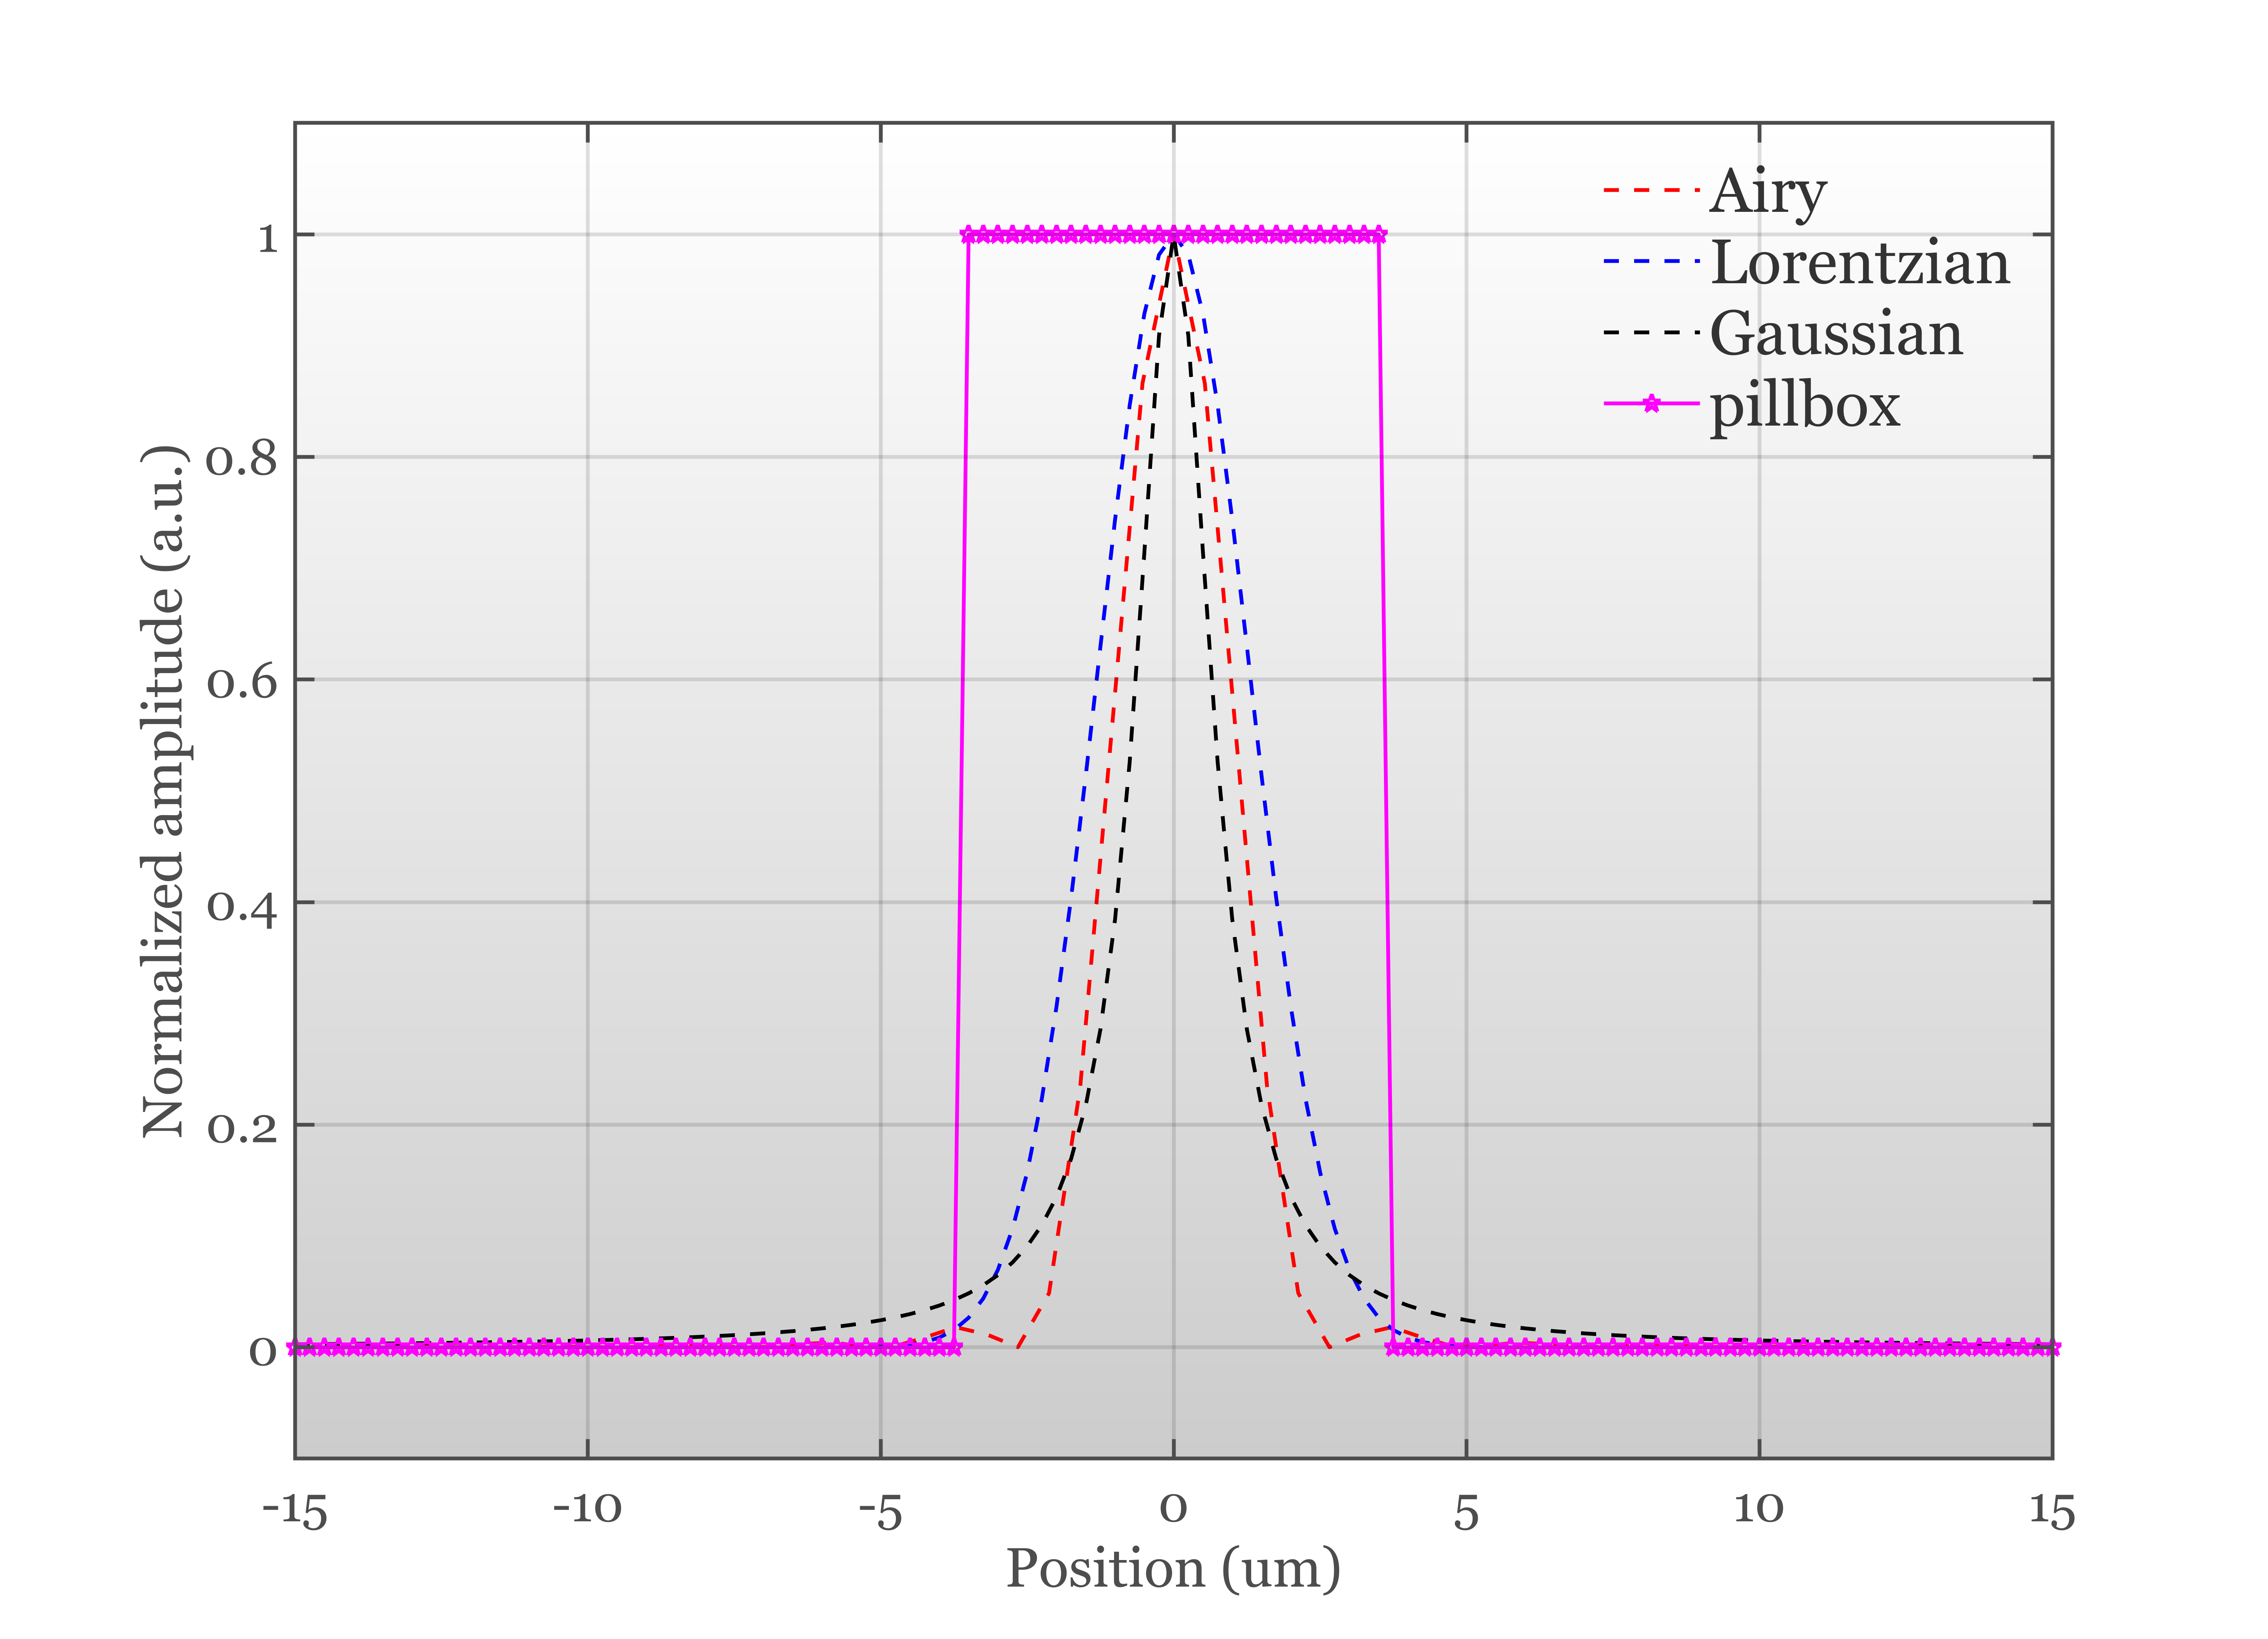 Airy
Lorentzian
Gaussian
pillbox
Normalized amplitude (a.u.)
1
0.8
0.6
0.4
0.2
0
-15
-10
-5
0
5
10
15
Position (um)